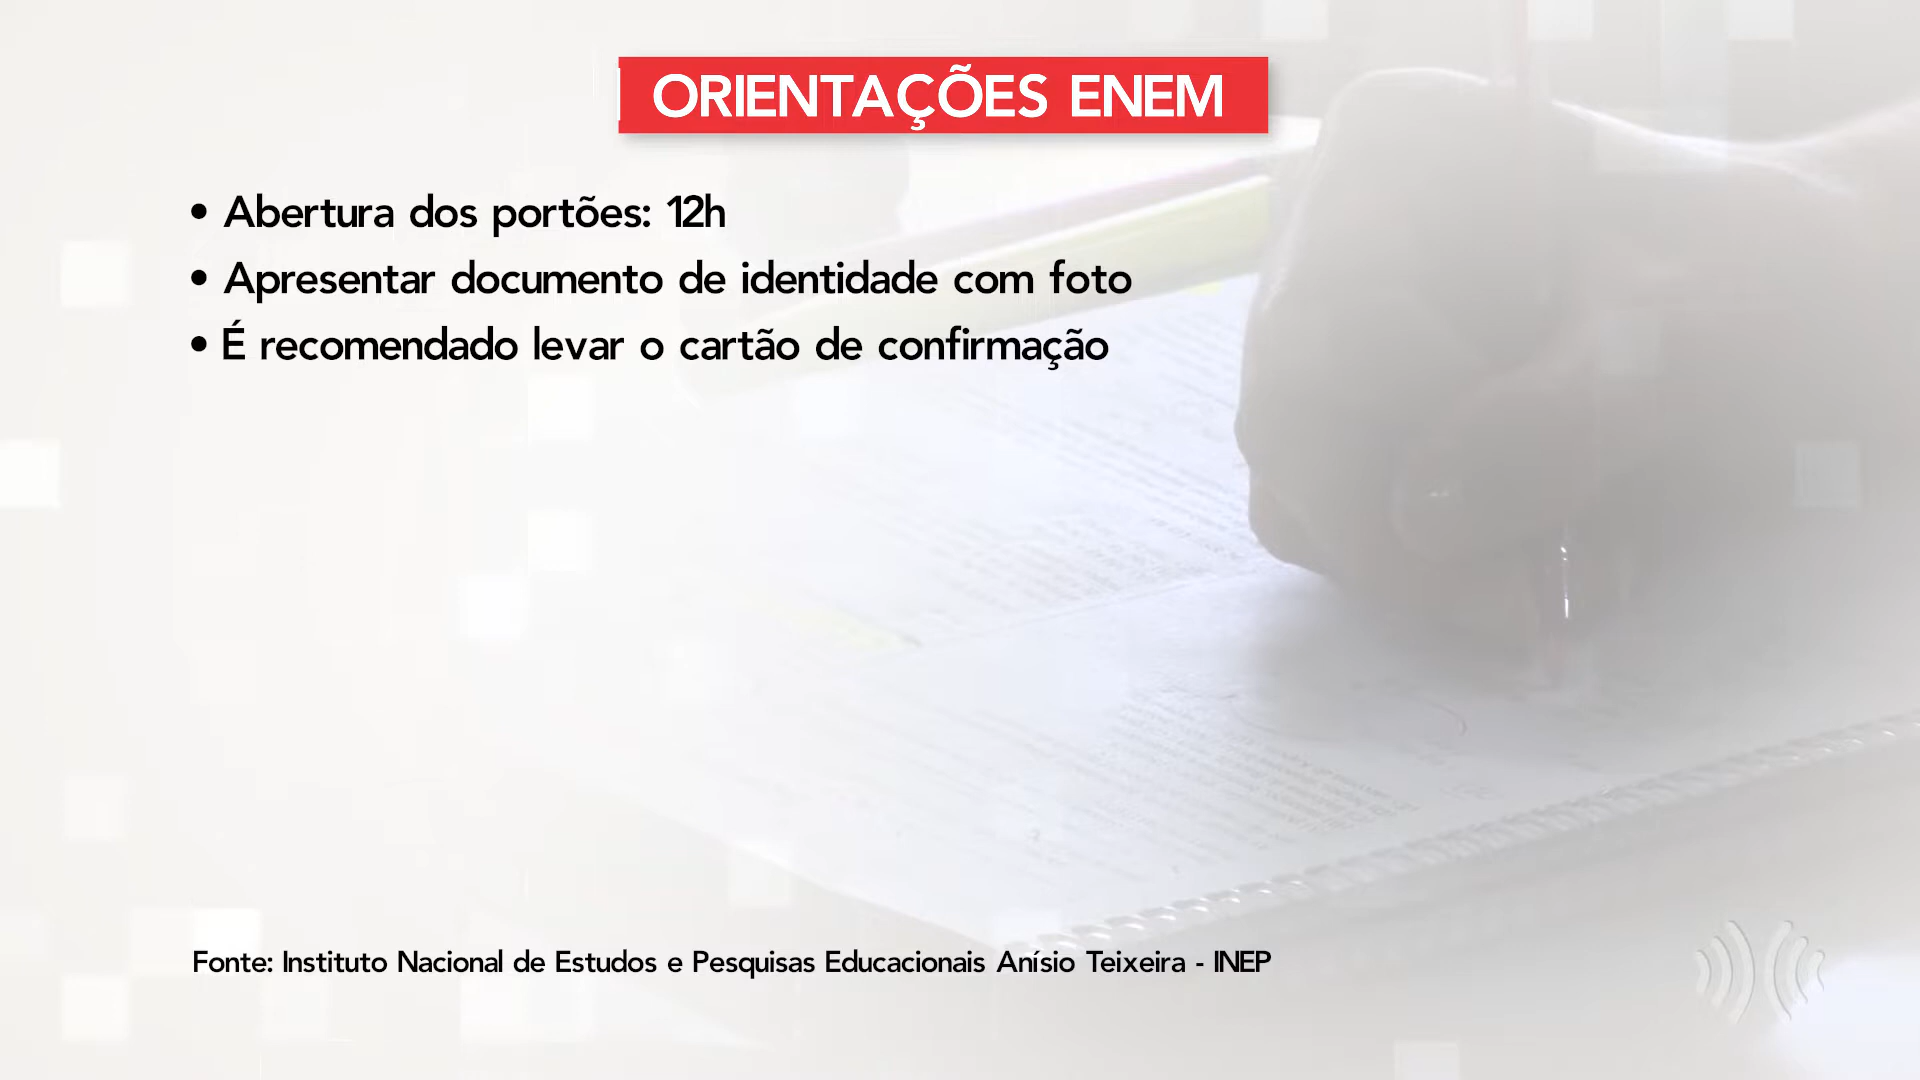 ORIENTAÇÕES ENEM
• Abertura dos portões: 12h
• Apresentar documento de identidade com foto
• É recomendado levar o cartão de confirmação
Fonte: Instituto Nacional de Estudos e Pesquisas Educacionais Anísio Teixeira - INEP